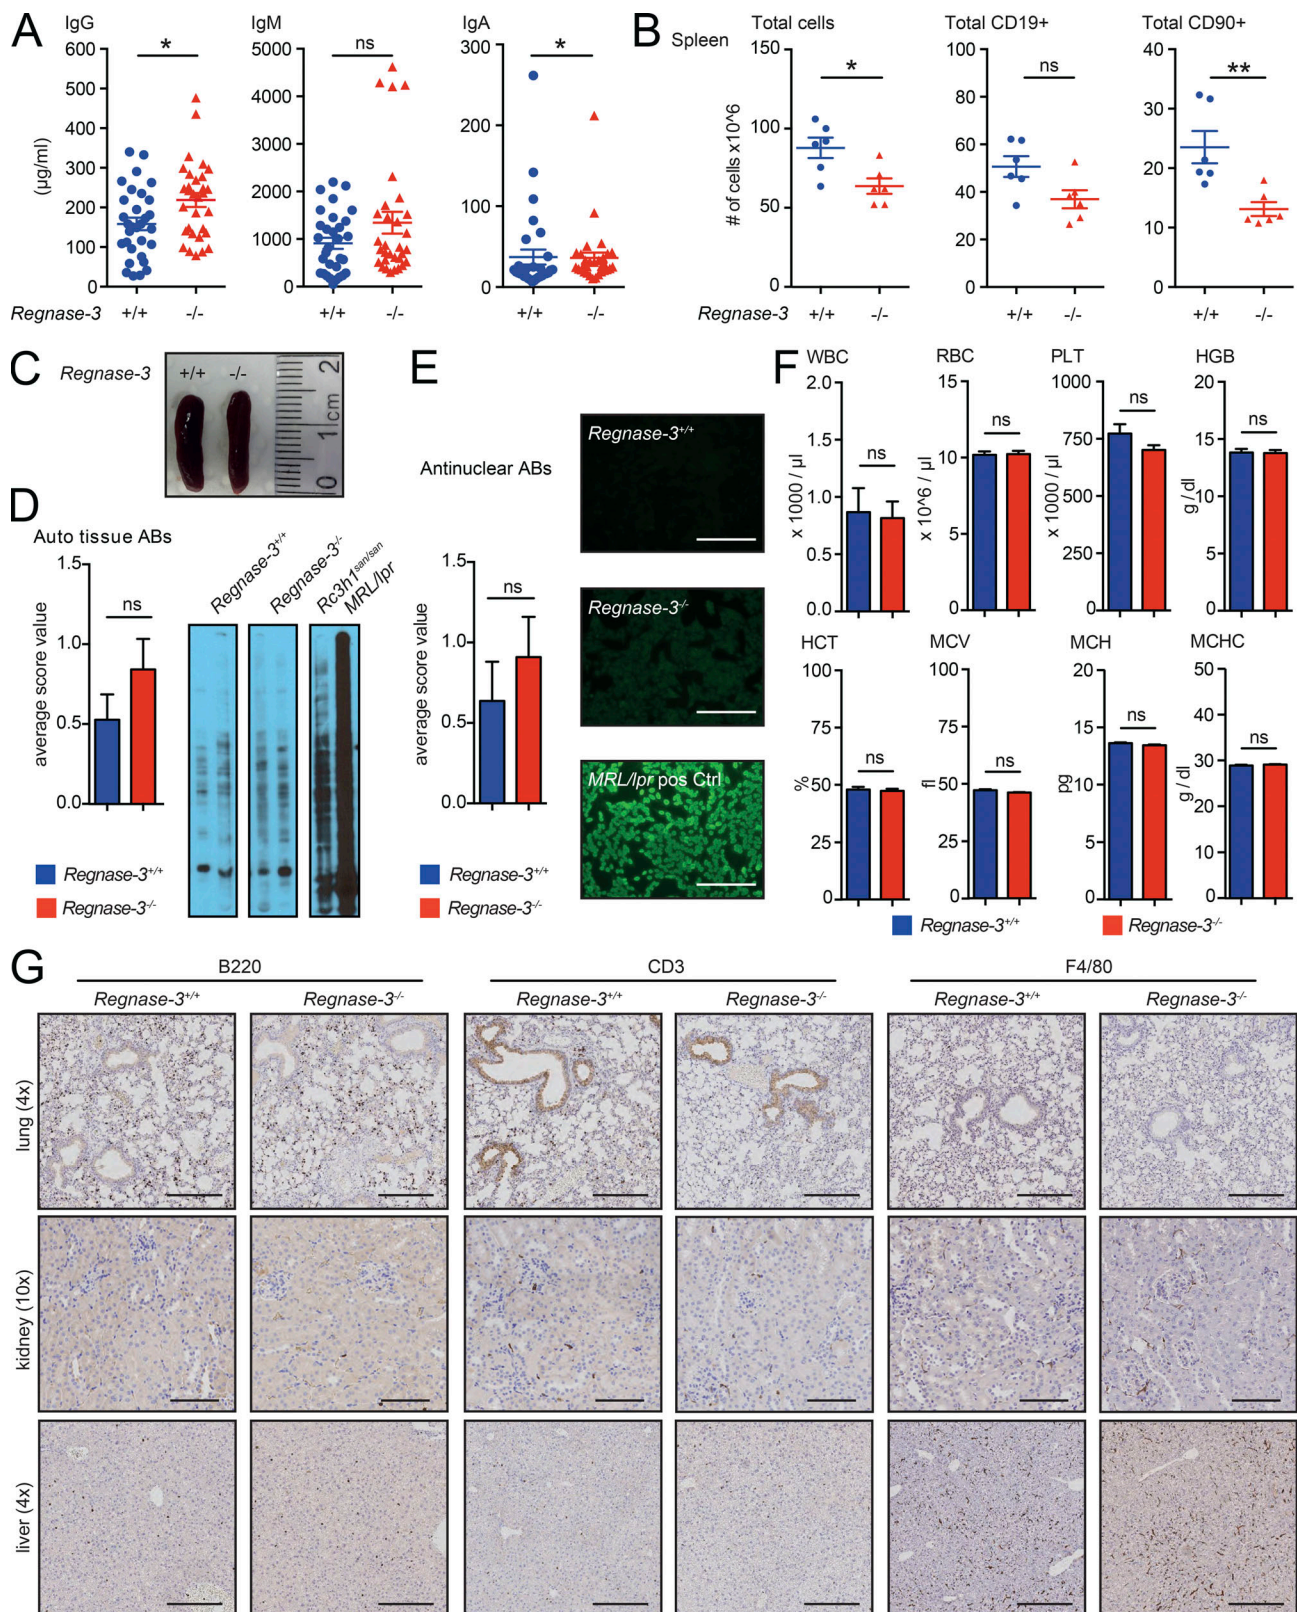 A
IgG
IgM
IgA
(µg/ml)
600
500
400
300
200
100
0
*
5000
4000
3000
2000
1000
0
ns
300
200
100
0
*
Regnase-3
+/+
-/-
+/+
-/-
+/+
-/-
B
Spleen
Total cells
Total CD19+
Total CD90+
# of cells x10^6
150
100
50
0
*
100
80
60
40
20
0
ns
40
30
20
10
0
**
Regnase-3
+/+
-/-
+/+
-/-
+/+
-/-
C
Regnase-3
+/+
-/-
2
1
cm
0
D
Auto tissue ABs
average score value
1.5
1.0
0.5
0.0
ns
Regnase-3+/+
Regnase-3-/-
Rc3h1san/san
MRL/lpr
Regnase-3+/+
Regnase-3-/-
E
Antinuclear ABs
average score value
1.5
1.0
0.5
0.0
ns
Regnase-3+/+
Regnase-3-/-
MRL/lpr pos Ctrl
Regnase-3+/+
Regnase-3-/-
F
WBC
x 1000 / µl
2.0
1.5
1.0
0.5
0.0
ns
RBC
x 10^6 / µl
15
10
5
0
ns
PLT
x 1000 / µl
1000
750
500
250
0
ns
HGB
g / dl
20
15
10
5
0
ns
HCT
%
100
75
50
25
0
ns
MCV
fl
100
75
50
25
0
ns
MCH
pg
20
15
10
5
0
ns
MCHC
g / dl
50
40
30
20
10
0
ns
Regnase-3+/+
Regnase-3-/-
G
B220
CD3
F4/80
Regnase-3+/+
Regnase-3-/-
Regnase-3+/+
Regnase-3-/-
Regnase-3+/+
Regnase-3-/-
lung (4x)
kidney (10x)
liver (4x)